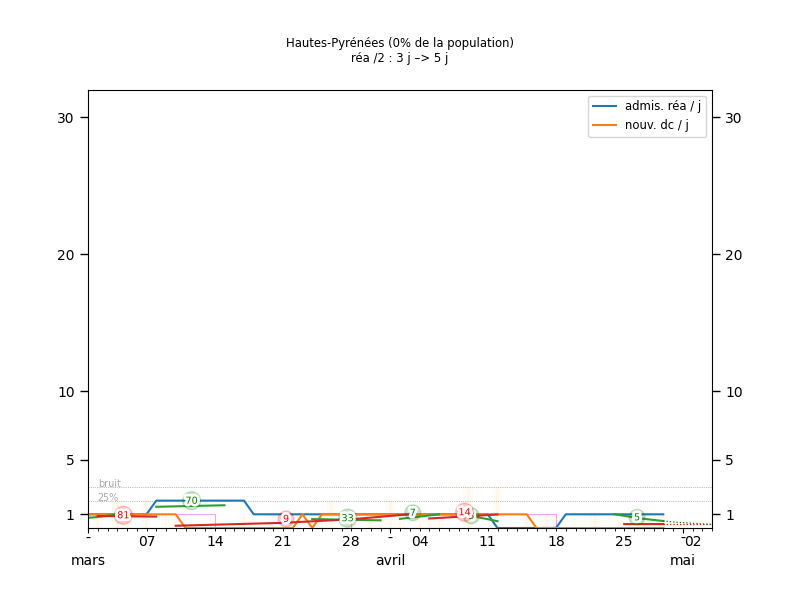 Hautes-Pyrénées (0% de la population)
réa /2 : 3 j –> 5 j
admis. réa / j
nouv. dc / j
30 30
20 20
10 10
5 5
bruit
25%
1 1
81 70 9 33 7 14 5
- 07 14 21 28 - 04 11 18 25 -02
mars avril mai